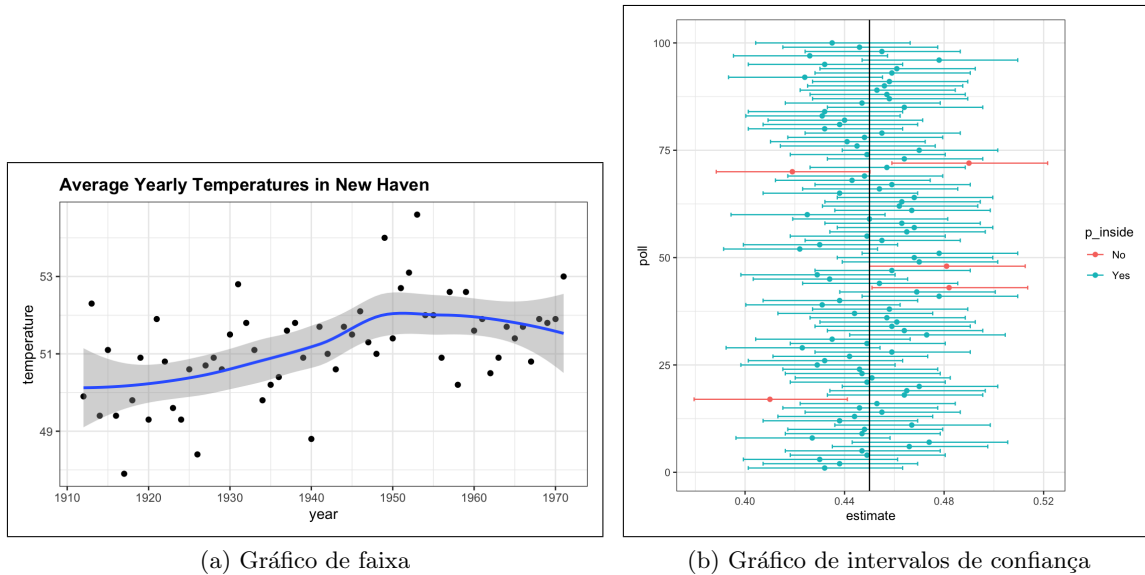 Average Yearly Temperatures in New Haven
temperature
53
51
49
1910 1920 1930 1940 1950 1960 1970
year
(a) Gráfico de faixa
poll
100
75
50
25
0
0.40 0.44 0.48 0.52
estimate
p_inside
No
Yes
(b) Gráfico de intervalos de confiança